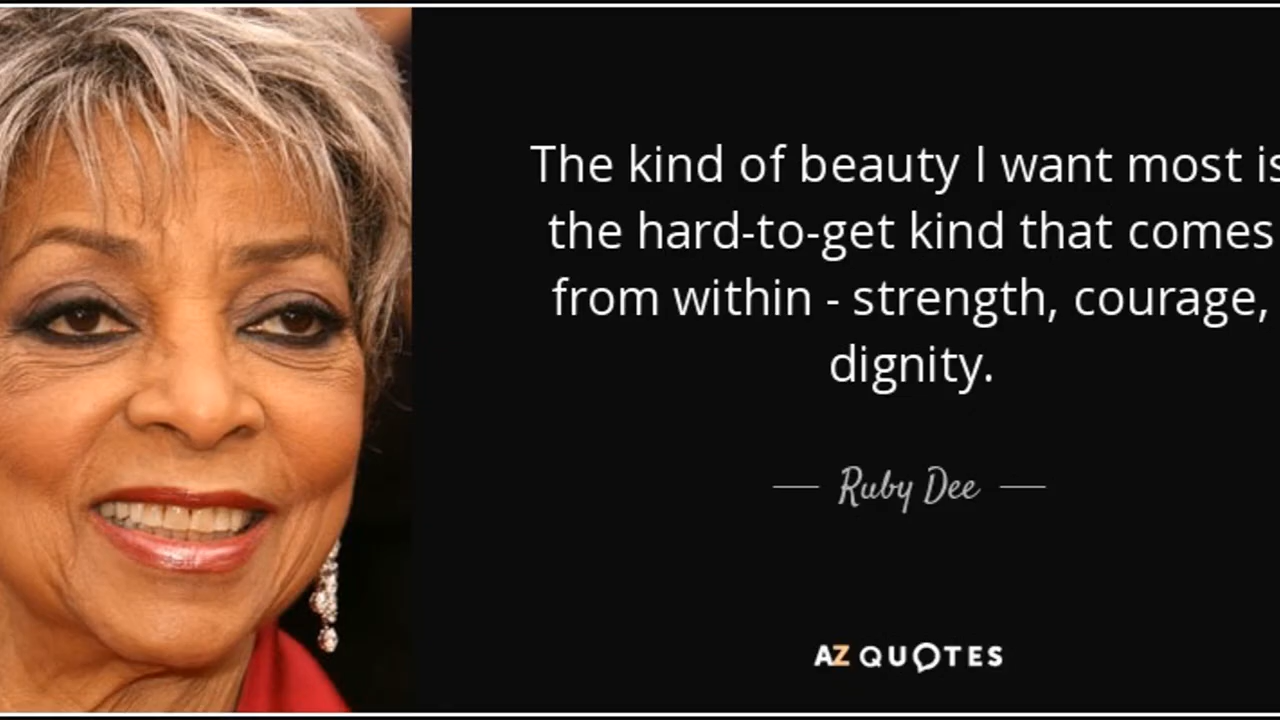 The kind of beauty I want most is
the hard-to-get kind that comes
from within - strength, courage,
dignity.
Ruby Dee
AZ QUOTES